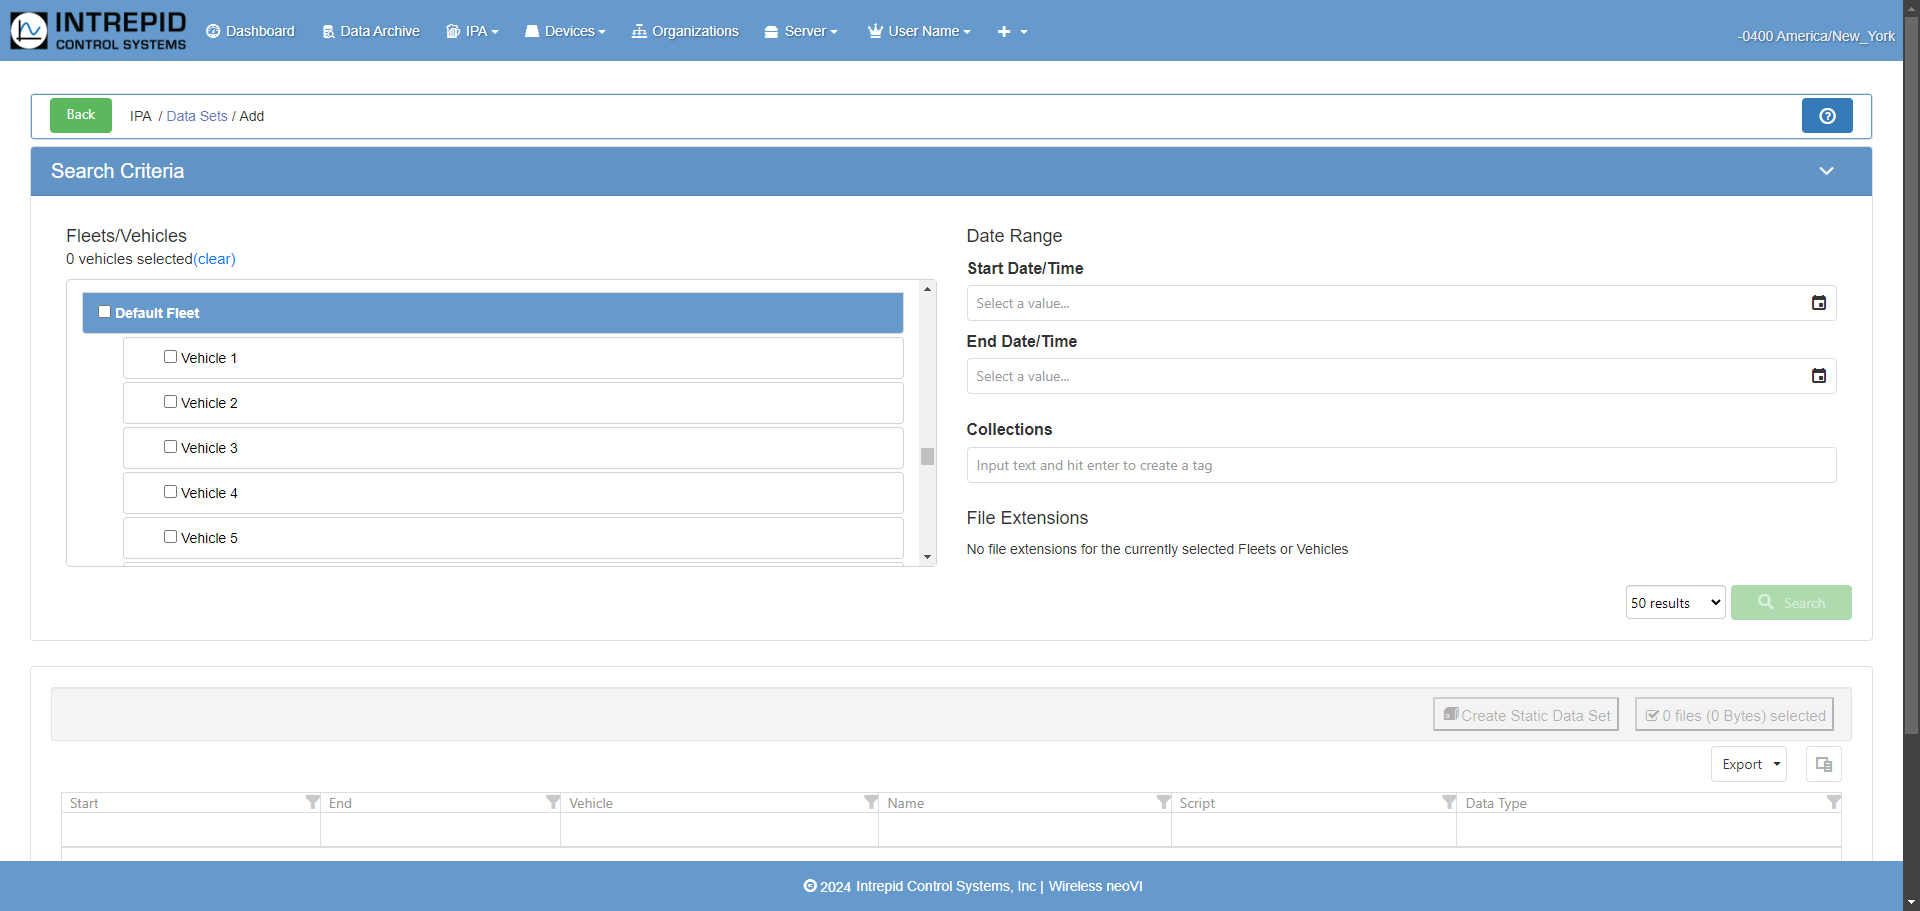 INTREPID
CONTROL SYSTEMS
Dashboard
Data Archive
IPA
Devices
Organizations
Server
User Name
-0400 America/New_York
Back
IPA / Data Sets / Add
Search Criteria
Fleets/Vehicles
0 vehicles selected(clear)
Default Fleet
Vehicle 1
Vehicle 2
Vehicle 3
Vehicle 4
Vehicle 5
Date Range
Start Date/Time
Select a value...
End Date/Time
Select a value...
Collections
Input text and hit enter to create a tag
File Extensions
No file extensions for the currently selected Fleets or Vehicles
50 results
Search
Create Static Data Set
0 files (0 Bytes) selected
Export
Start
End
Vehicle
Name
Script
Data Type
© 2024 Intrepid Control Systems, Inc | Wireless neoVI